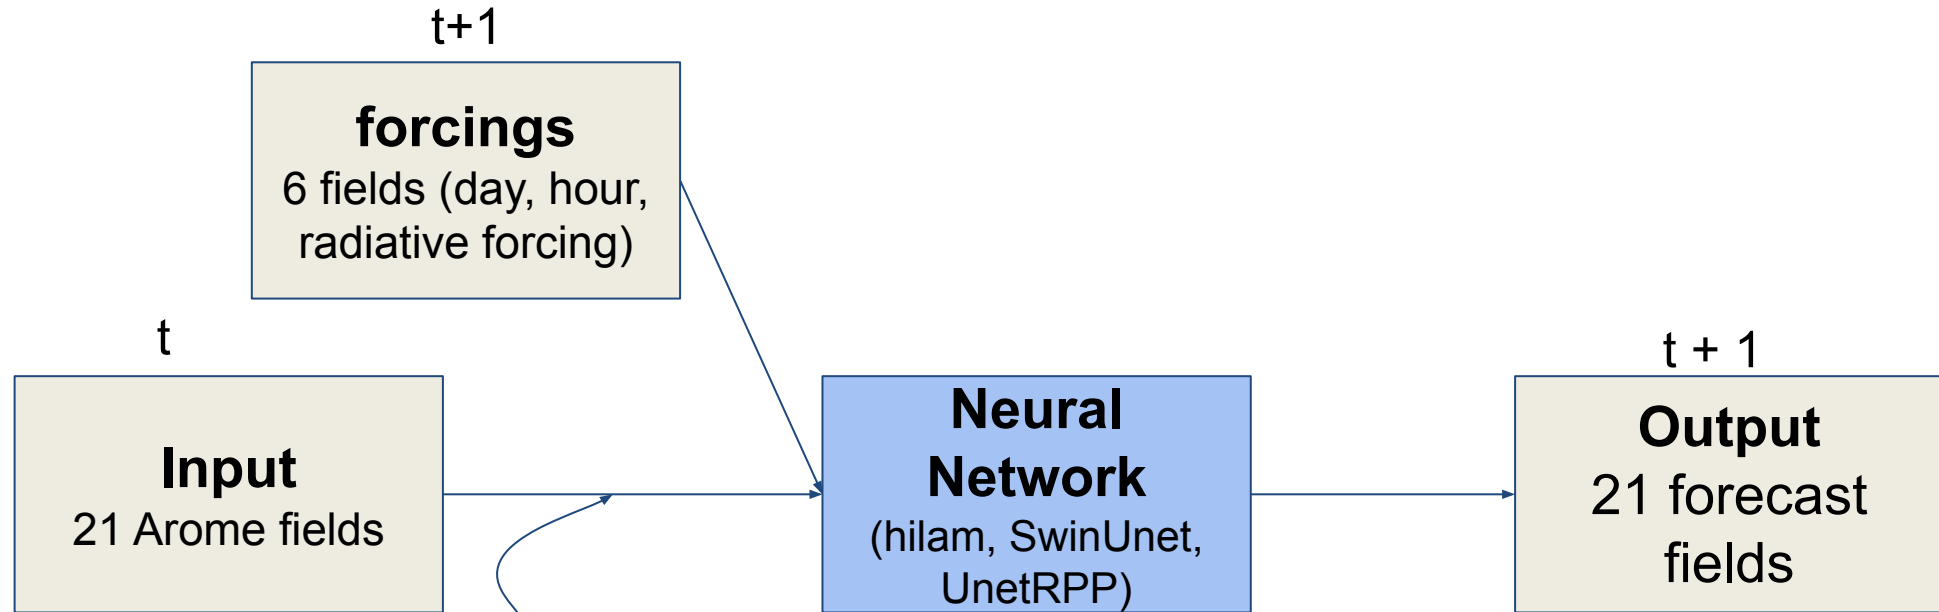 t+1
forcings
6 fields (day, hour,
radiative forcing)
t
Input
21 Arome fields
Neural
Network
(hilam, SwinUnet,
UnetRPP)
t + 1
Output
21 forecast
fields